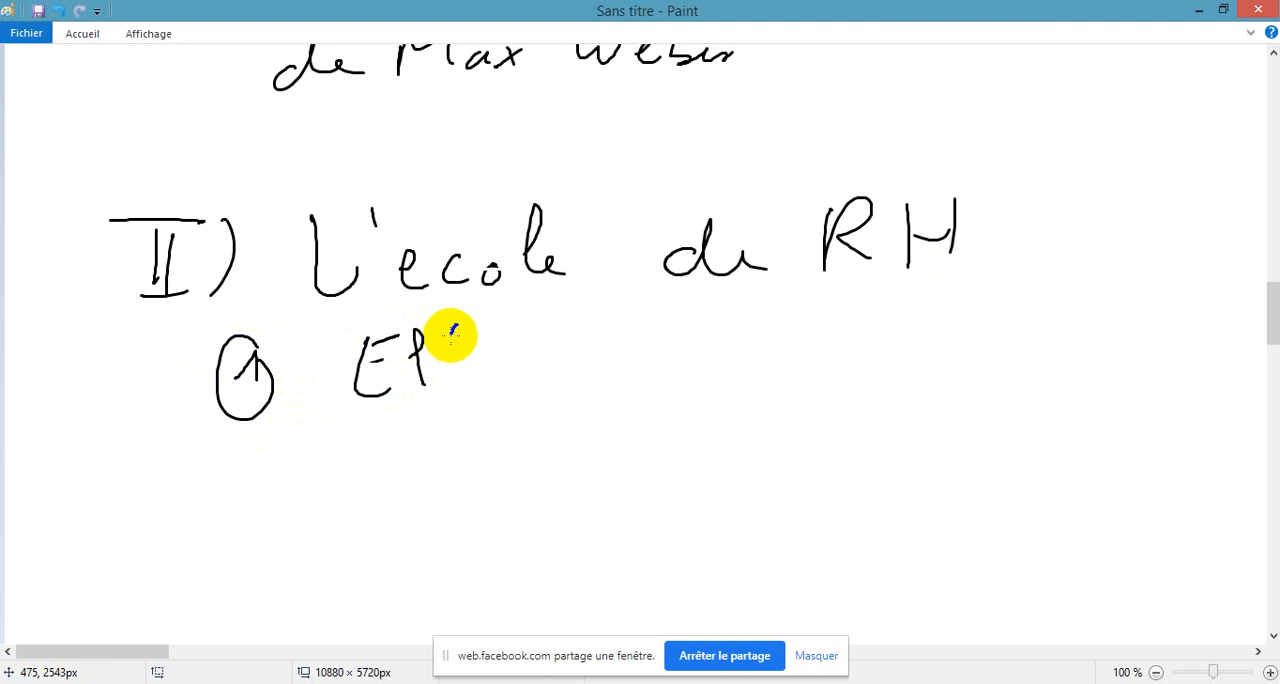 Sans titre - Paint
Fichier Accueil Affichage
de Max Weber
II) L'ecole de RH
1 El
web.facebook.com partage une fenêtre. Arrêter le partage Masquer
475, 2543px 10880 × 5720px 100 %